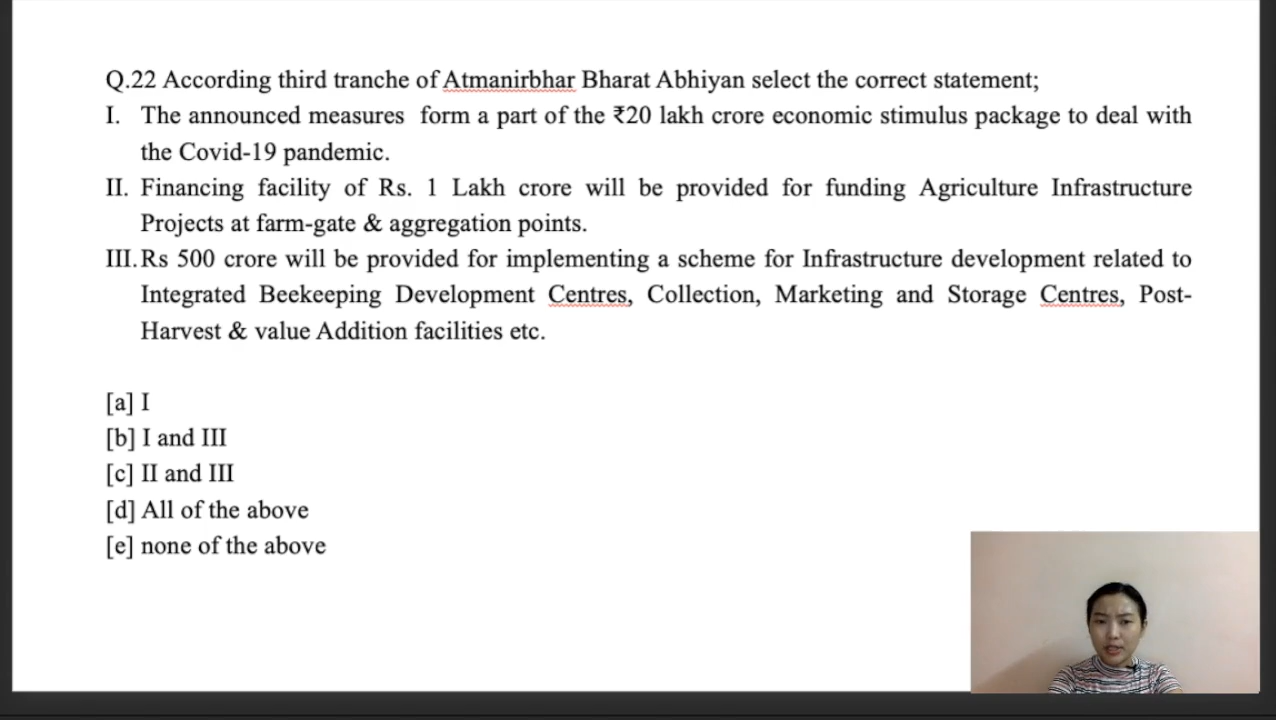 Q.22 According third tranche of Atmanirbhar Bharat Abhiyan select the correct statement;
I. The announced measures form a part of the ₹20 lakh crore economic stimulus package to deal with
the Covid-19 pandemic.
II. Financing facility of Rs. 1 Lakh crore will be provided for funding Agriculture Infrastructure
Projects at farm-gate & aggregation points.
III. Rs 500 crore will be provided for implementing a scheme for Infrastructure development related to
Integrated Beekeeping Development Centres, Collection, Marketing and Storage Centres, Post-
Harvest & value Addition facilities etc.
[a] I
[b] I and III
[c] II and III
[d] All of the above
[e] none of the above